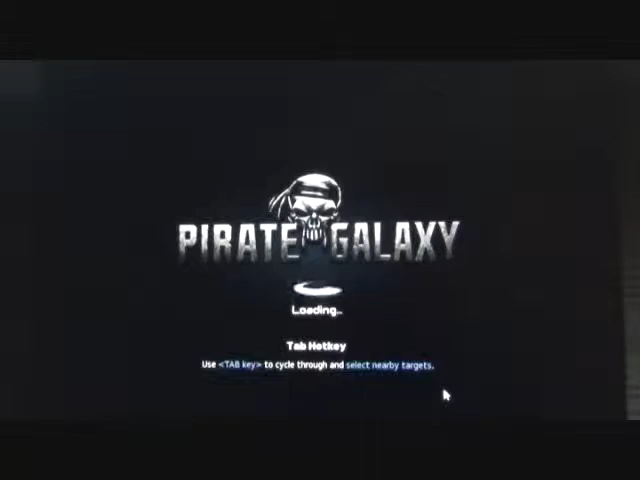 PIRATE GALAXY
Loading..
Tab Hotkey
Use <TAB key> to cycle through and select nearby targets.